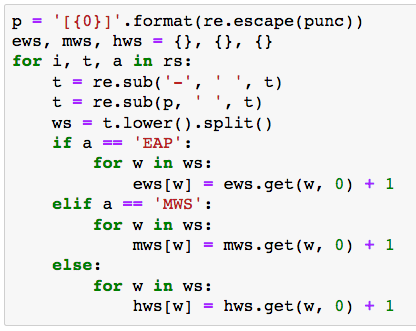 p = '[{0}]'.format(re.escape(punc))
ews, mws, hws = {}, {}, {}
for i, t, a in rs:
    t = re.sub('-', ' ', t)
    t = re.sub(p, ' ', t)
    ws = t.lower().split()
    if a == 'EAP':
        for w in ws:
            ews[w] = ews.get(w, 0) + 1
    elif a == 'MWS':
        for w in ws:
            mws[w] = mws.get(w, 0) + 1
    else:
        for w in ws:
            hws[w] = hws.get(w, 0) + 1